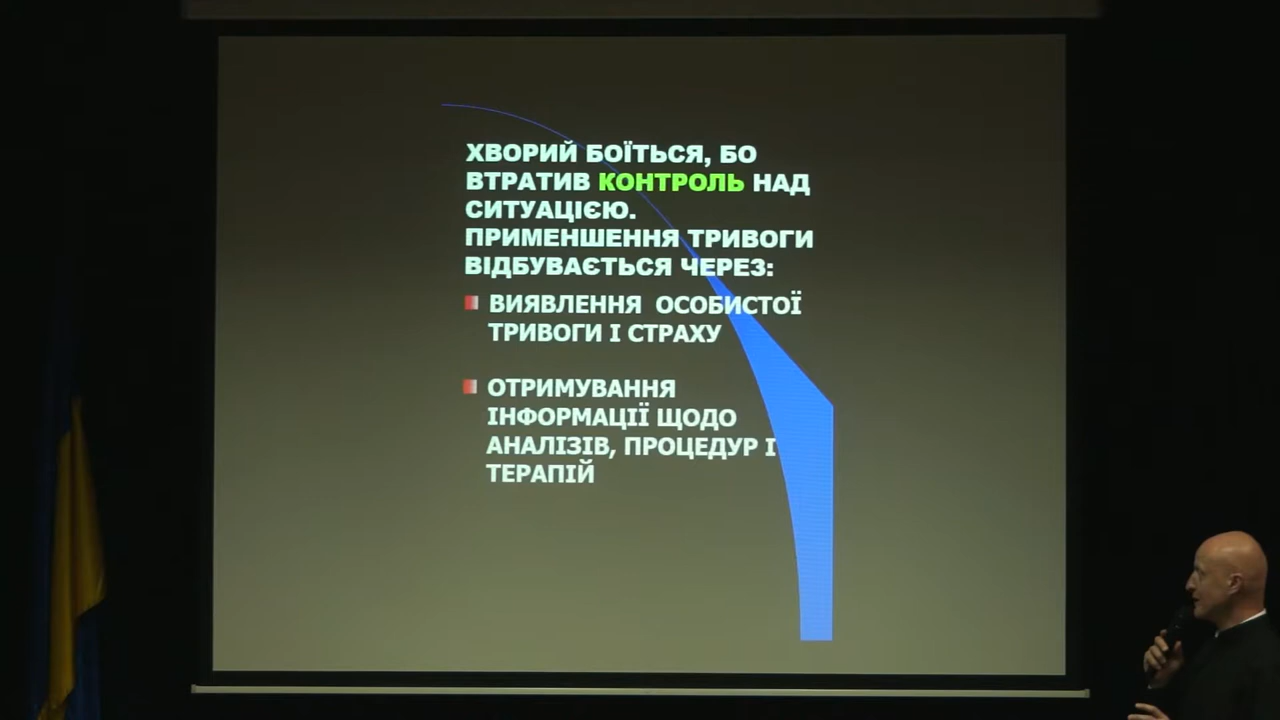 ХВОРИЙ БОЇТЬСЯ, БО
ВТРАТИВ КОНТРОЛЬ НАД
СИТУАЦІЄЮ.
ПРИМЕНШЕННЯ ТРИВОГИ
ВІДБУВАЄТЬСЯ ЧЕРЕЗ:
ВИЯВЛЕННЯ ОСОБИСТОЇ
ТРИВОГИ І СТРАХУ
ОТРИМУВАННЯ
ІНФОРМАЦІЇ ЩОДО
АНАЛІЗІВ, ПРОЦЕДУР І
ТЕРАПІЙ